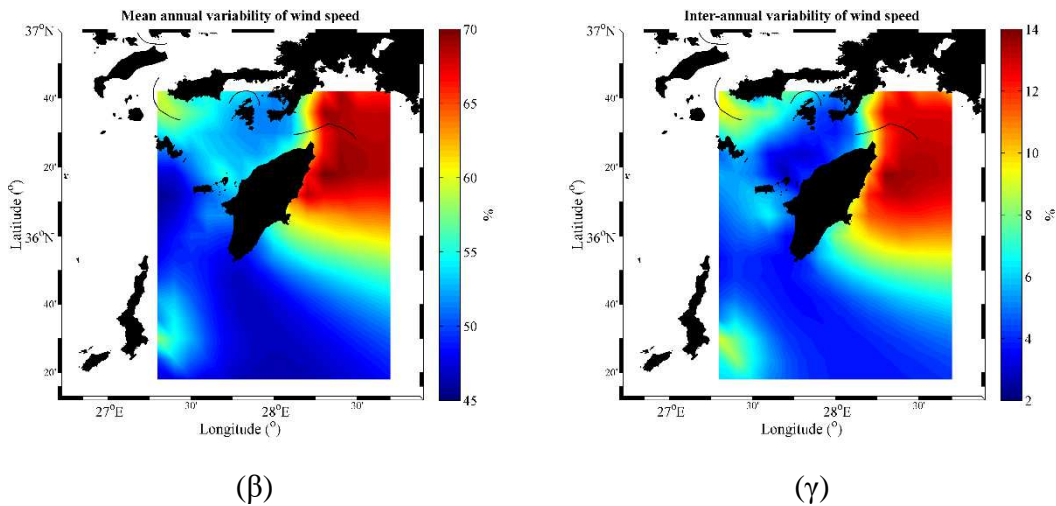 Mean annual variability of wind speed
37°N
40'
20'
36°N
40'
20'
27°E
30'
28°E
30'
Latitude (°)
Longitude (°)
70
65
60
55
50
45
%
(β)
Inter-annual variability of wind speed
37°N
40'
20'
36°N
40'
20'
27°E
30'
28°E
30'
Latitude (°)
Longitude (°)
14
12
10
8
6
4
2
%
(γ)